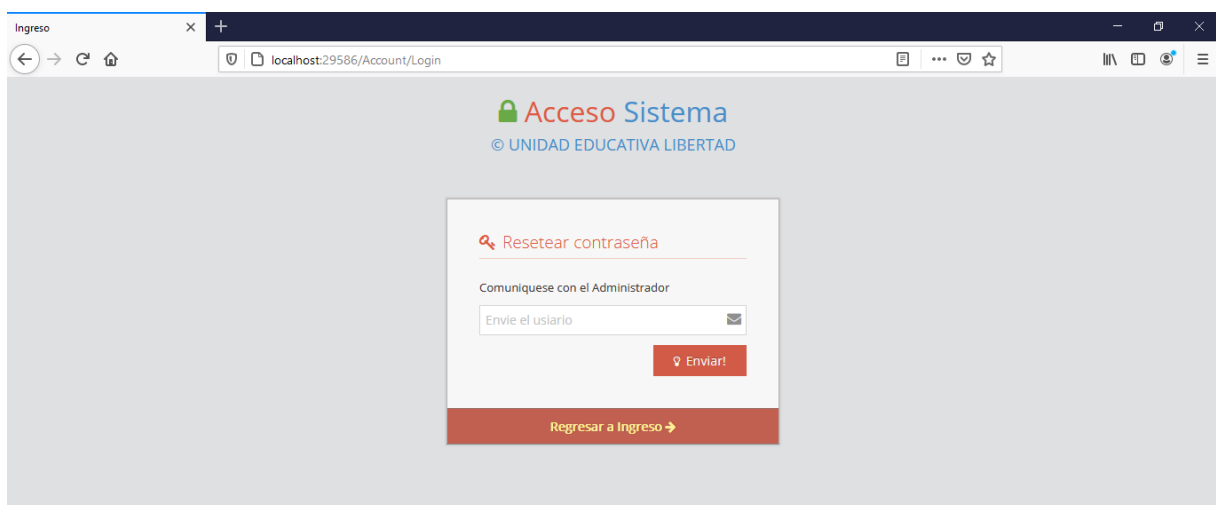 Ingreso
localhost:29586/Account/Login
Acceso Sistema
© UNIDAD EDUCATIVA LIBERTAD
Resetear contraseña
Comuniquese con el Administrador
Envie el usiario
Enviar!
Regresar a Ingreso